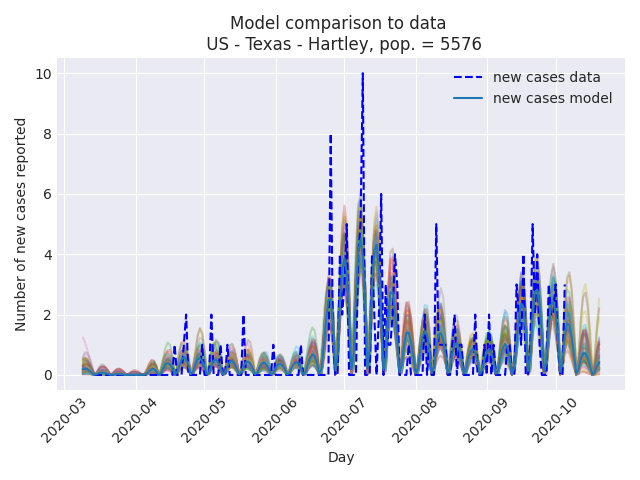 Model comparison to data
US - Texas - Hartley, pop. = 5576
new cases data
new cases model
Number of new cases reported
10
8
6
4
2
0
2020-03
2020-04
2020-05
2020-06
2020-07
2020-08
2020-09
2020-10
Day